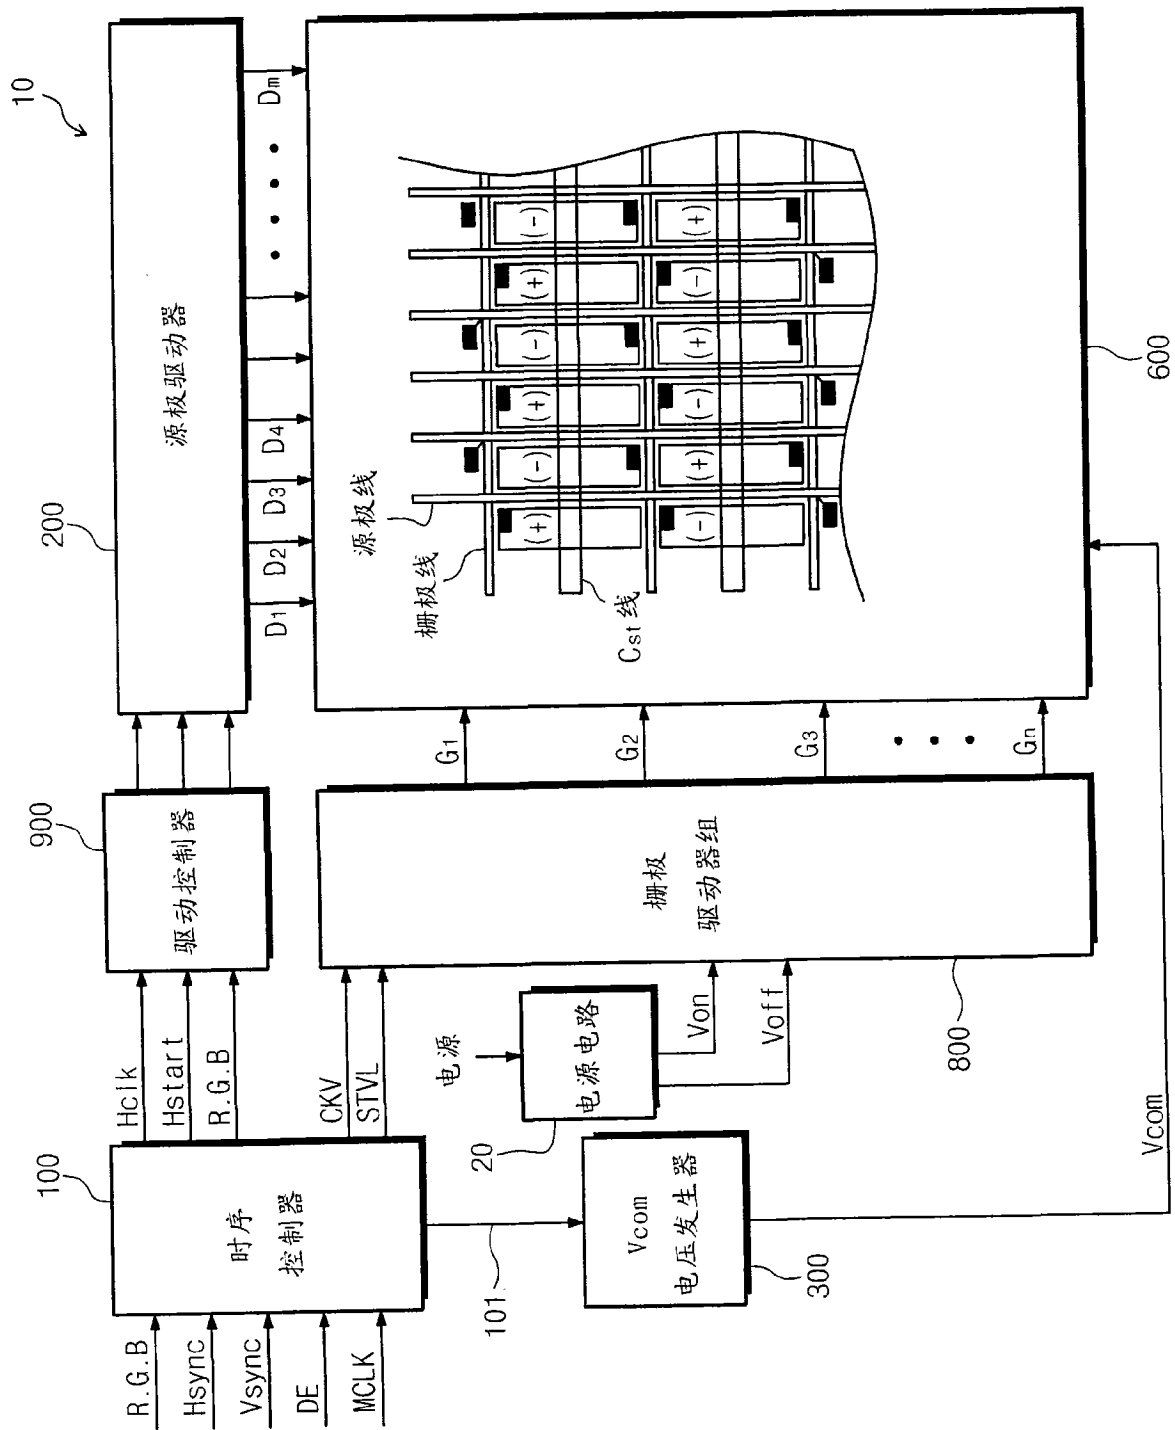 10
200
源极驱动器
D1
D2
D3
D4
Dm
900
驱动控制器
Hclk
Hstart
R.G.B
100
时序
控制器
R.G.B
Hsync
Vsync
DE
MCLK
CKV
STVL
101
Vcom
电压发生器
300
电源
电源电路
20
Von
Voff
栅极
驱动器组
800
G1
G2
G3
Gn
源极线
栅极线
Cst线
(+)
(-)
(+)
(-)
(+)
(-)
(-)
(+)
(-)
(+)
(-)
(+)
600
Vcom